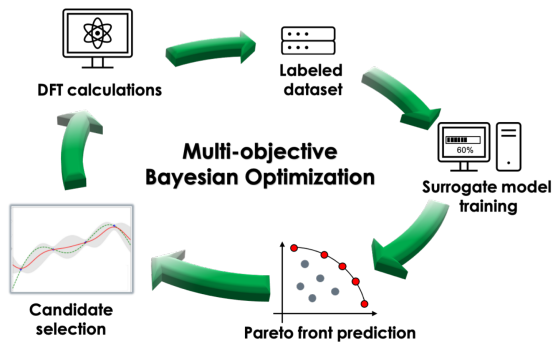 DFT calculations
Labeled
dataset
60%
Surrogate model
training
Multi-objective
Bayesian Optimization
Pareto front prediction
Candidate
selection